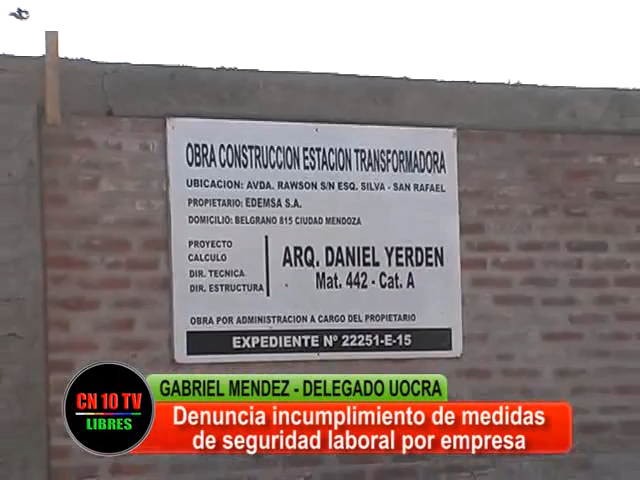 OBRA CONSTRUCCION ESTACION TRANSFORMADORA
UBICACION: AVDA. RAWSON S/N ESQ. SILVA - SAN RAFAEL
PROPIETARIO: EDEMSA S.A.
DOMICILIO: BELGRANO 815 CIUDAD MENDOZA
PROYECTO
CALCULO
DIR. TECNICA
DIR. ESTRUCTURA
ARQ. DANIEL YERDEN
Mat. 442 - Cat. A
OBRA POR ADMINISTRACION A CARGO DEL PROPIETARIO
EXPEDIENTE Nº 22251-E-15
CN 10 TV
LIBRES
GABRIEL MENDEZ - DELEGADO UOCRA
Denuncia incumplimiento de medidas
de seguridad laboral por empresa